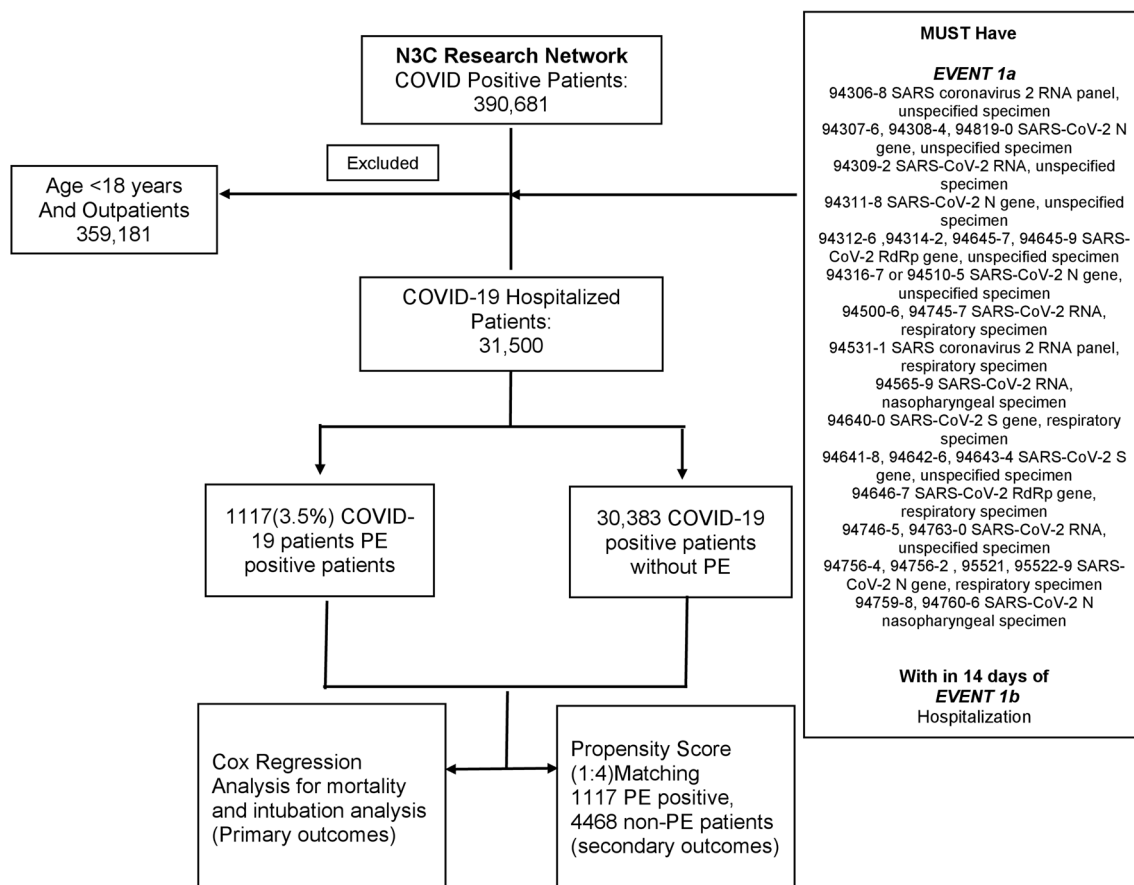 N3C Research Network
COVID Positive Patients:
390,681
Excluded
Age <18 years
And Outpatients
359,181
COVID-19 Hospitalized
Patients:
31,500
1117(3.5%) COVID-
19 patients PE
positive patients
30,383 COVID-19
positive patients
without PE
Cox Regression
Analysis for mortality
and intubation analysis
(Primary outcomes)
Propensity Score
(1:4)Matching
1117 PE positive,
4468 non-PE patients
(secondary outcomes)
MUST Have
EVENT 1a
94306-8 SARS coronavirus 2 RNA panel,
unspecified specimen
94307-6, 94308-4, 94819-0 SARS-CoV-2 N
gene, unspecified specimen
94309-2 SARS-CoV-2 RNA, unspecified
specimen
94311-8 SARS-CoV-2 N gene, unspecified
specimen
94312-6 ,94314-2, 94645-7, 94645-9 SARS-
CoV-2 RdRp gene, unspecified specimen
94316-7 or 94510-5 SARS-CoV-2 N gene,
unspecified specimen
94500-6, 94745-7 SARS-CoV-2 RNA,
respiratory specimen
94531-1 SARS coronavirus 2 RNA panel,
respiratory specimen
94565-9 SARS-CoV-2 RNA,
nasopharyngeal specimen
94640-0 SARS-CoV-2 S gene, respiratory
specimen
94641-8, 94642-6, 94643-4 SARS-CoV-2 S
gene, unspecified specimen
94646-7 SARS-CoV-2 RdRp gene,
respiratory specimen
94746-5, 94763-0 SARS-CoV-2 RNA,
unspecified specimen
94756-4, 94756-2 , 95521, 95522-9 SARS-
CoV-2 N gene, respiratory specimen
94759-8, 94760-6 SARS-CoV-2 N
nasopharyngeal specimen
With in 14 days of
EVENT 1b
Hospitalization